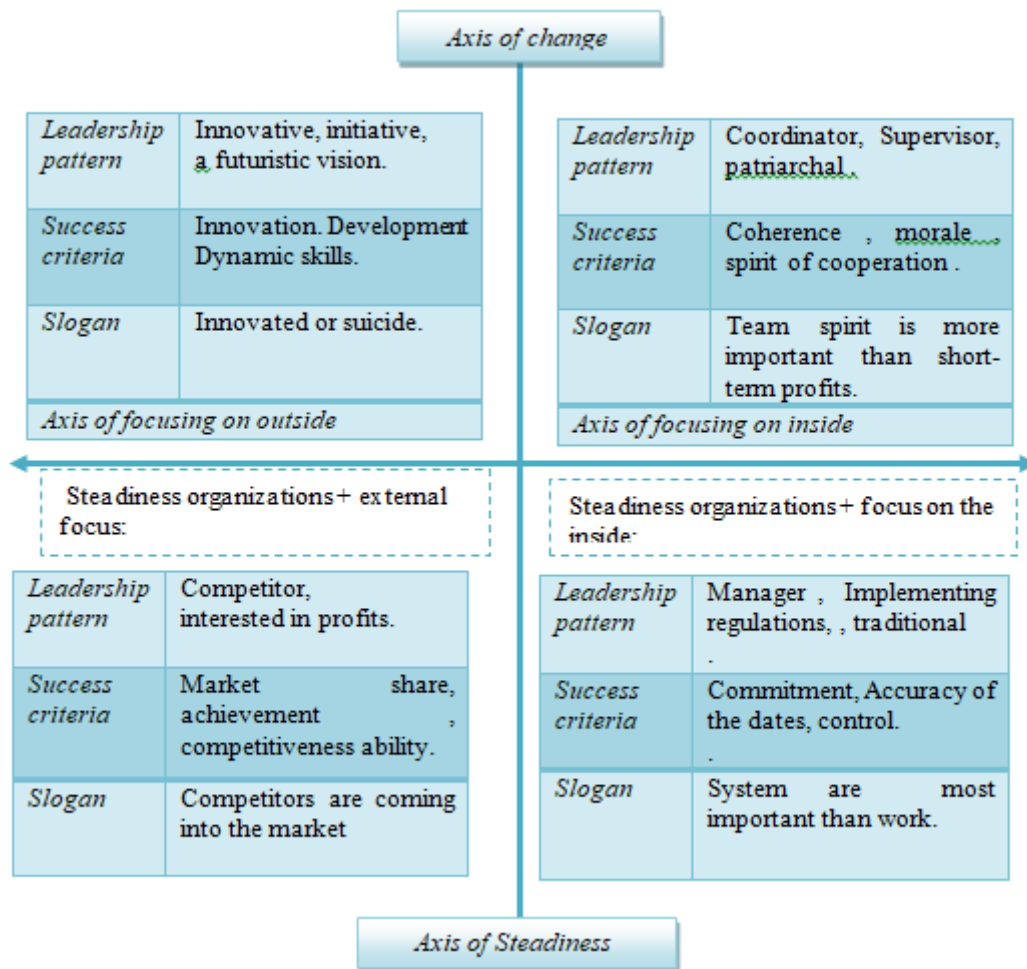 Axis of change
Leadership pattern
Innovative, initiative,
a futuristic vision.
Success criteria
Innovation. Development
Dynamic skills.
Slogan
Innovated or suicide.
Axis of focusing on outside
Leadership pattern
Coordinator, Supervisor,
patriarchal .
Success criteria
Coherence , morale ,
spirit of cooperation .
Slogan
Team spirit is more
important than short-
term profits.
Axis of focusing on inside
Steadiness organizations + external
focus:
Steadiness organizations + focus on the
inside:
Leadership pattern
Competitor,
interested in profits.
Success criteria
Market share,
achievement ,
competitiveness ability.
Slogan
Competitors are coming
into the market
Leadership pattern
Manager , Implementing
regulations, , traditional
.
Success criteria
Commitment, Accuracy of
the dates, control.
.
Slogan
System are most
important than work.
Axis of Steadiness